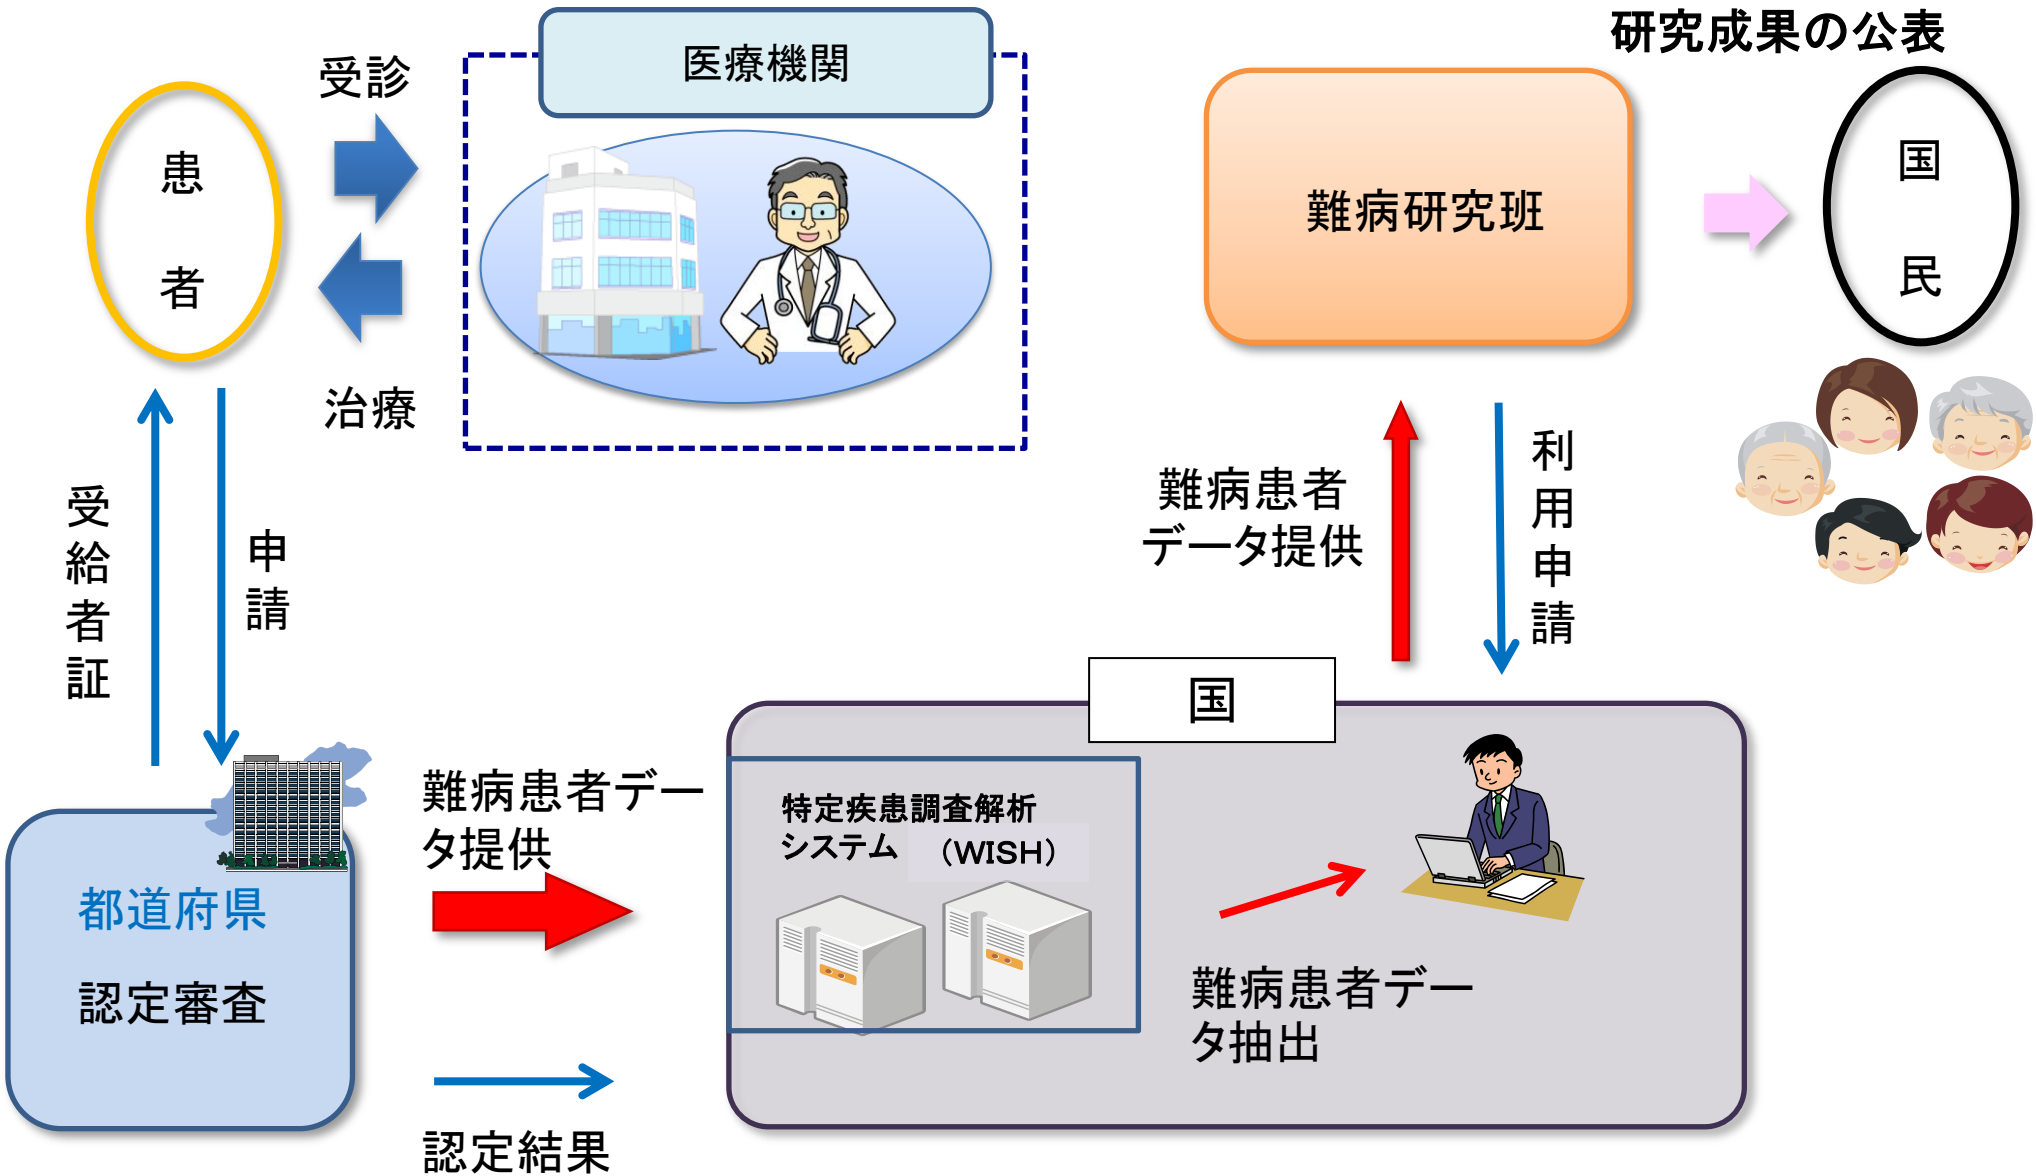 研究成果の公表
医療機関
受診
患者
治療
難病研究班
国民
受給者証
申請
難病患者
データ提供
利用申請
国
難病患者デー
タ提供
特定疾患調査解析
システム （WISH）
都道府県
認定審査
難病患者デー
タ抽出
認定結果